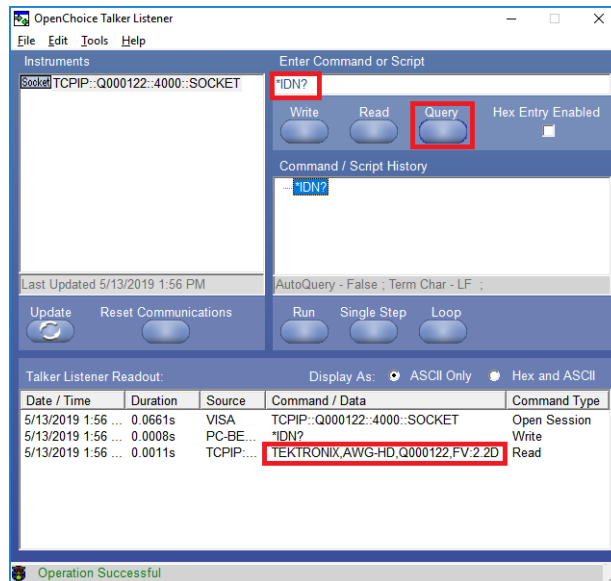 OpenChoice Talker Listener
File Edit Tools Help
Instruments
Enter Command or Script
Socket TCPIP::Q000122::4000::SOCKET
*IDN?
Write Read Query Hex Entry Enabled
Command / Script History
*IDN?
Last Updated 5/13/2019 1:56 PM
AutoQuery - False ; Term Char - LF ;
Update Reset Communications
Run Single Step Loop
Talker Listener Readout:
Display As: ASCII Only Hex and ASCII
Date / Time Duration Source Command / Data Command Type
5/13/2019 1:56 ... 0.0661s VISA TCPIP::Q000122::4000::SOCKET Open Session
5/13/2019 1:56 ... 0.0008s PC-BE... *IDN? Write
5/13/2019 1:56 ... 0.0011s TCPIP:... TEKTRONIX,AWG-HD,Q000122,FV:2.2D Read
Operation Successful